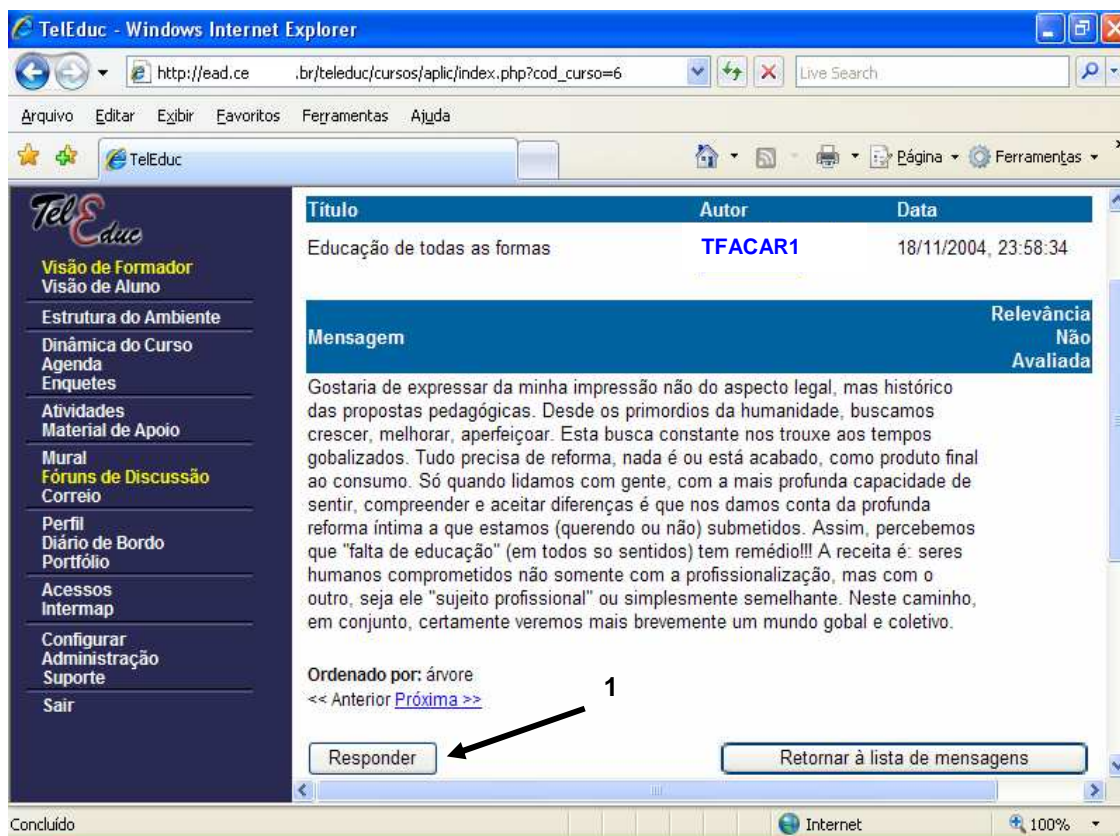 TelEduc - Windows Internet Explorer
http://ead.ce .br/teleduc/cursos/aplic/index.php?cod_curso=6
Live Search
Arquivo Editar Exibir Favoritos Ferramentas Ajuda
TelEduc
Página Ferramentas
TelEduc
Visão de Formador
Visão de Aluno
Estrutura do Ambiente
Dinâmica do Curso
Agenda
Enquetes
Atividades
Material de Apoio
Mural
Fóruns de Discussão
Correio
Perfil
Diário de Bordo
Portfólio
Acessos
Intermap
Configurar
Administração
Suporte
Sair
Título Autor Data
Educação de todas as formas TFACAR1 18/11/2004, 23:58:34
Mensagem Relevância
Não
Avaliada
Gostaria de expressar da minha impressão não do aspecto legal, mas histórico
das propostas pedagógicas. Desde os primordios da humanidade, buscamos
crescer, melhorar, aperfeiçoar. Esta busca constante nos trouxe aos tempos
gobalizados. Tudo precisa de reforma, nada é ou está acabado, como produto final
ao consumo. Só quando lidamos com gente, com a mais profunda capacidade de
sentir, compreender e aceitar diferenças é que nos damos conta da profunda
reforma íntima a que estamos (querendo ou não) submetidos. Assim, percebemos
que "falta de educação" (em todos so sentidos) tem remédio!!! A receita é: seres
humanos comprometidos não somente com a profissionalização, mas com o
outro, seja ele "sujeito profissional" ou simplesmente semelhante. Neste caminho,
em conjunto, certamente veremos mais brevemente um mundo gobal e coletivo.
Ordenado por: árvore
<< Anterior Próxima >>
1
Responder Retornar à lista de mensagens
Concluído Internet 100%